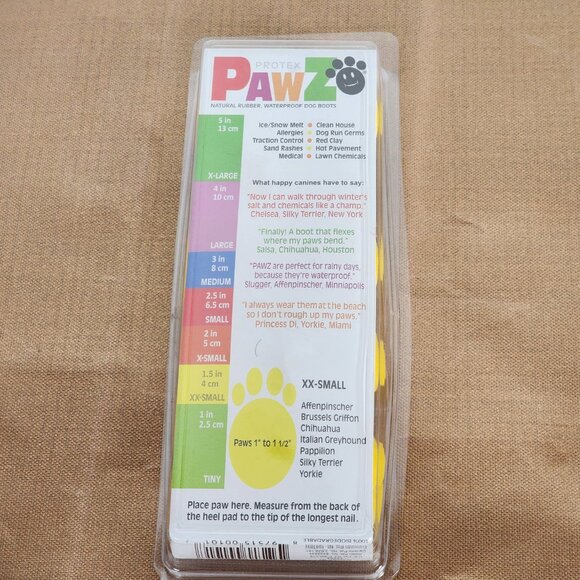 PROTEX
PAWZ
NATURAL RUBBER, WATERPROOF DOG BOOTS
5 in
13 cm
X-LARGE
4 in
10 cm
LARGE
3 in
8 cm
MEDIUM
2.5 in
6.5 cm
SMALL
2 in
5 cm
X-SMALL
1.5 in
4 cm
XX-SMALL
1 in
2.5 cm
TINY
Ice/Snow Melt • Clean House
Allergies • Dog Run Germs
Traction Control • Red Clay
Sand Rashes • Hot Pavement
Medical • Lawn Chemicals
What happy canines have to say:
"Now I can walk through winter's
salt and chemicals like a champ."
Chelsea, Silky Terrier, New York
"Finally! A boot that flexes
where my paws bend."
Salsa, Chihuahua, Houston
"PAWZ are perfect for rainy days,
because they're waterproof."
Slugger, Affenpinscher, Minniapolis
"I always wear them at the beach
so I don't rough up my paws."
Princess Di, Yorkie, Miami
Paws 1" to 1 1/2"
XX-SMALL
Affenpinscher
Brussels Griffon
Chihuahua
Italian Greyhound
Pappilion
Silky Terrier
Yorkie
Place paw here. Measure from the back of
the heel pad to the tip of the longest nail.
97515 00101
100% BIODEGRADABLE